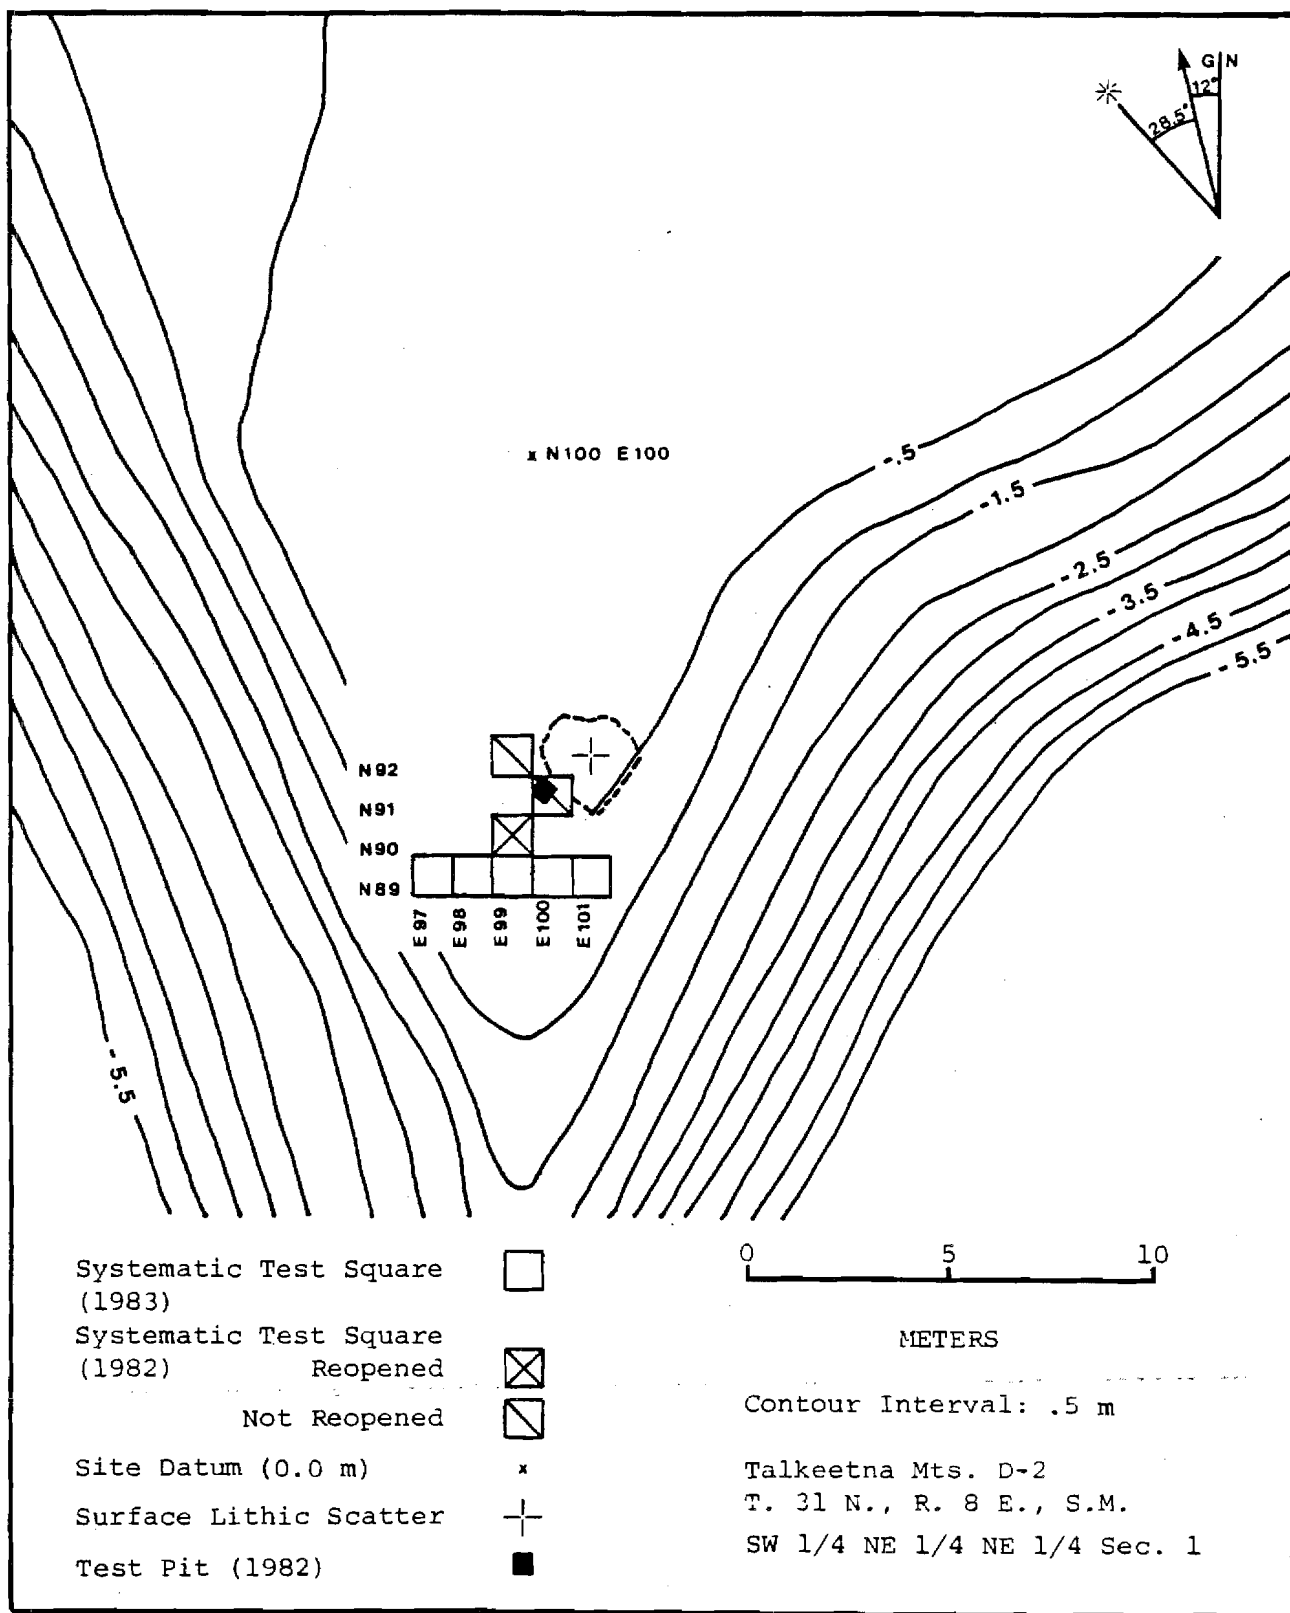 G N
12°
28.5°
x N100 E100
-.5
-1.5
-2.5
-3.5
-4.5
-5.5
N92
N91
N90
N89
E97
E98
E99
E100
E101
-5.5
Systematic Test Square
(1983)
Systematic Test Square
(1982) Reopened
Not Reopened
Site Datum (0.0 m) x
Surface Lithic Scatter
Test Pit (1982)
0 5 10
METERS
Contour Interval: .5 m
Talkeetna Mts. D-2
T. 31 N., R. 8 E., S.M.
SW 1/4 NE 1/4 NE 1/4 Sec. 1